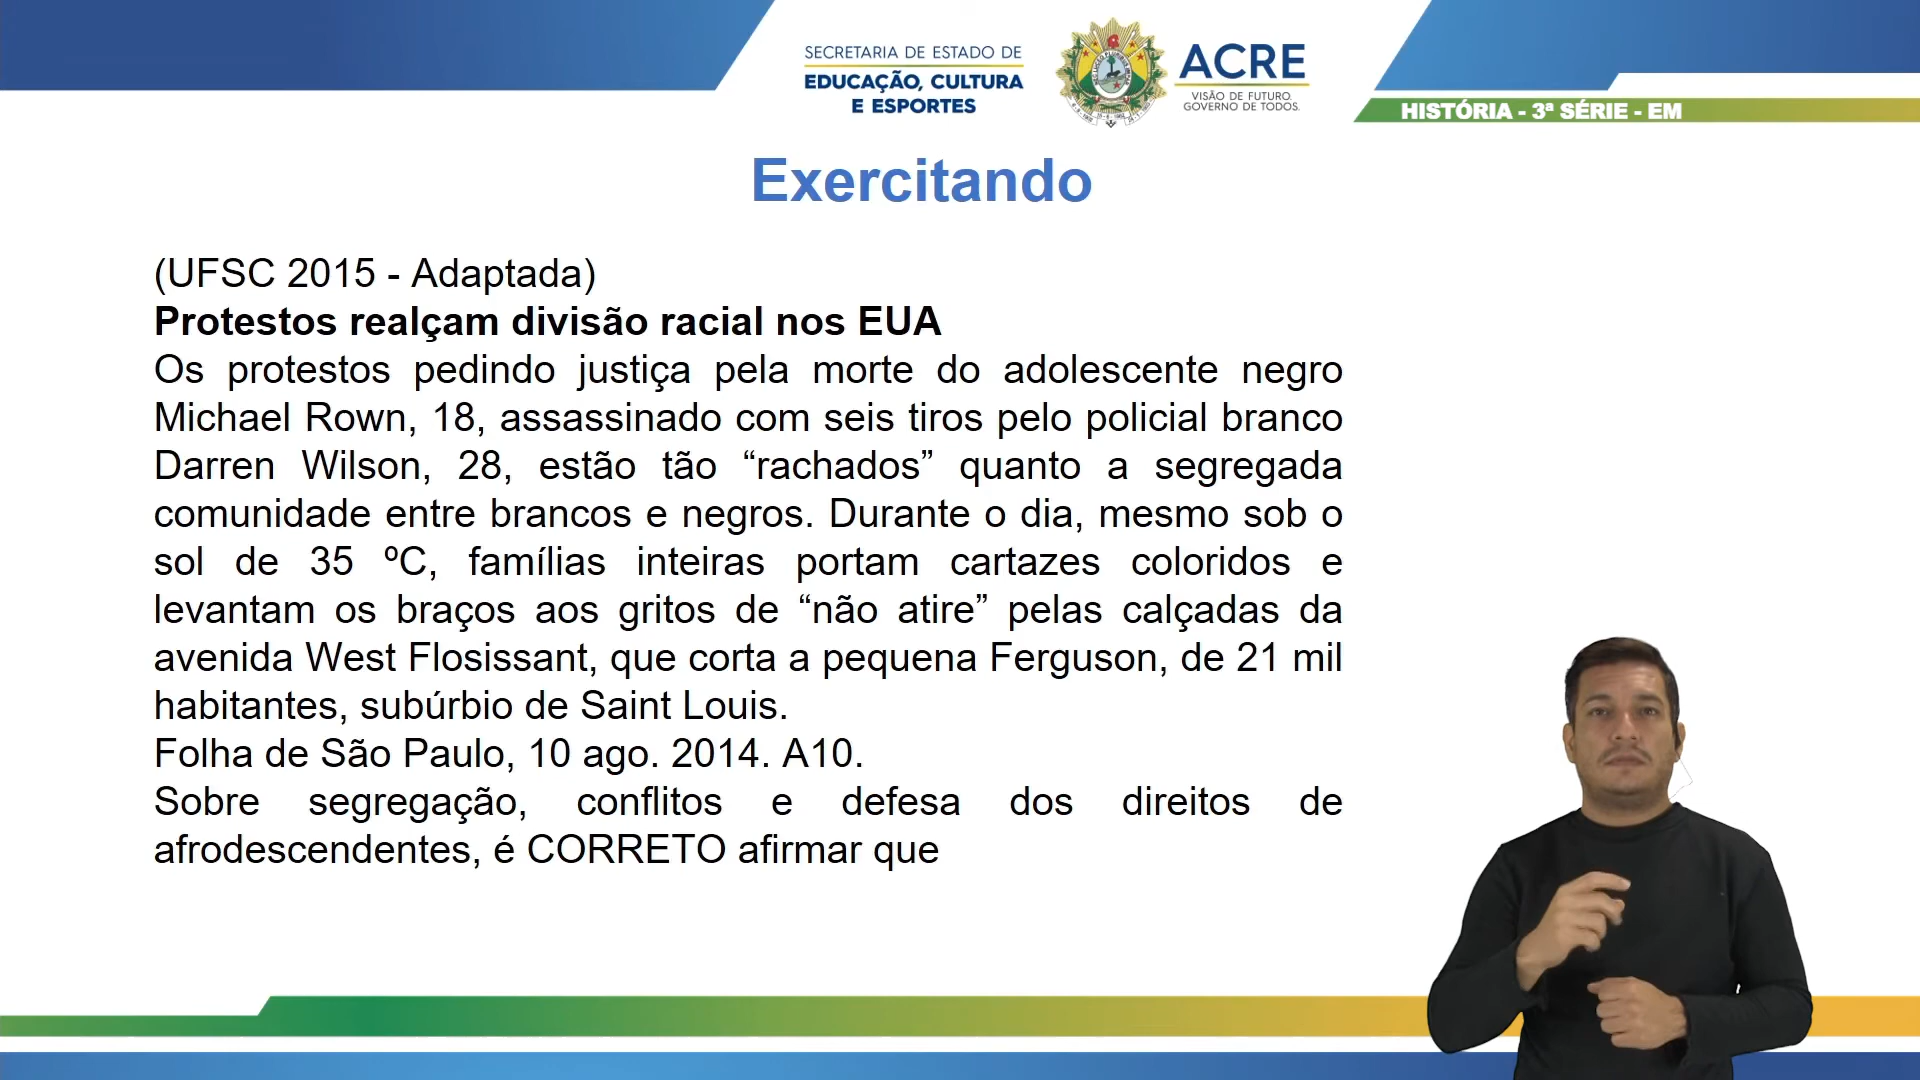 SECRETARIA DE ESTADO DE
EDUCAÇÃO, CULTURA
E ESPORTES
ACRE
VISÃO DE FUTURO.
GOVERNO DE TODOS.
HISTÓRIA - 3ª SÉRIE - EM
Exercitando
(UFSC 2015 - Adaptada)
Protestos realçam divisão racial nos EUA
Os protestos pedindo justiça pela morte do adolescente negro
Michael Rown, 18, assassinado com seis tiros pelo policial branco
Darren Wilson, 28, estão tão “rachados” quanto a segregada
comunidade entre brancos e negros. Durante o dia, mesmo sob o
sol de 35 ºC, famílias inteiras portam cartazes coloridos e
levantam os braços aos gritos de “não atire” pelas calçadas da
avenida West Flosissant, que corta a pequena Ferguson, de 21 mil
habitantes, subúrbio de Saint Louis.
Folha de São Paulo, 10 ago. 2014. A10.
Sobre segregação, conflitos e defesa dos direitos de
afrodescendentes, é CORRETO afirmar que